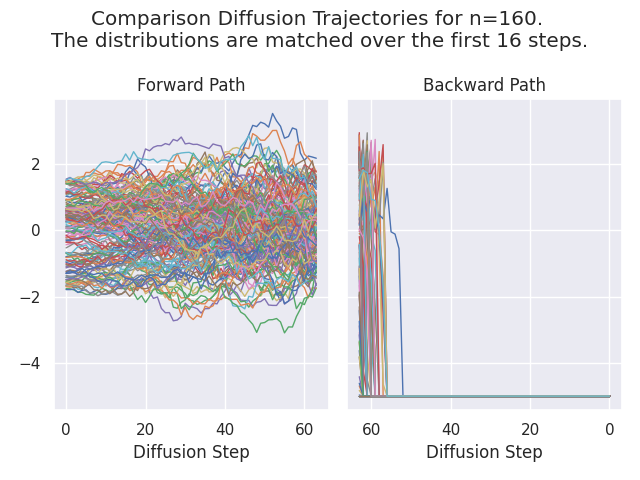 Comparison Diffusion Trajectories for n=160.
The distributions are matched over the first 16 steps.
Forward Path
Backward Path
2
0
−2
−4
0 20 40 60
60 40 20 0
Diffusion Step
Diffusion Step